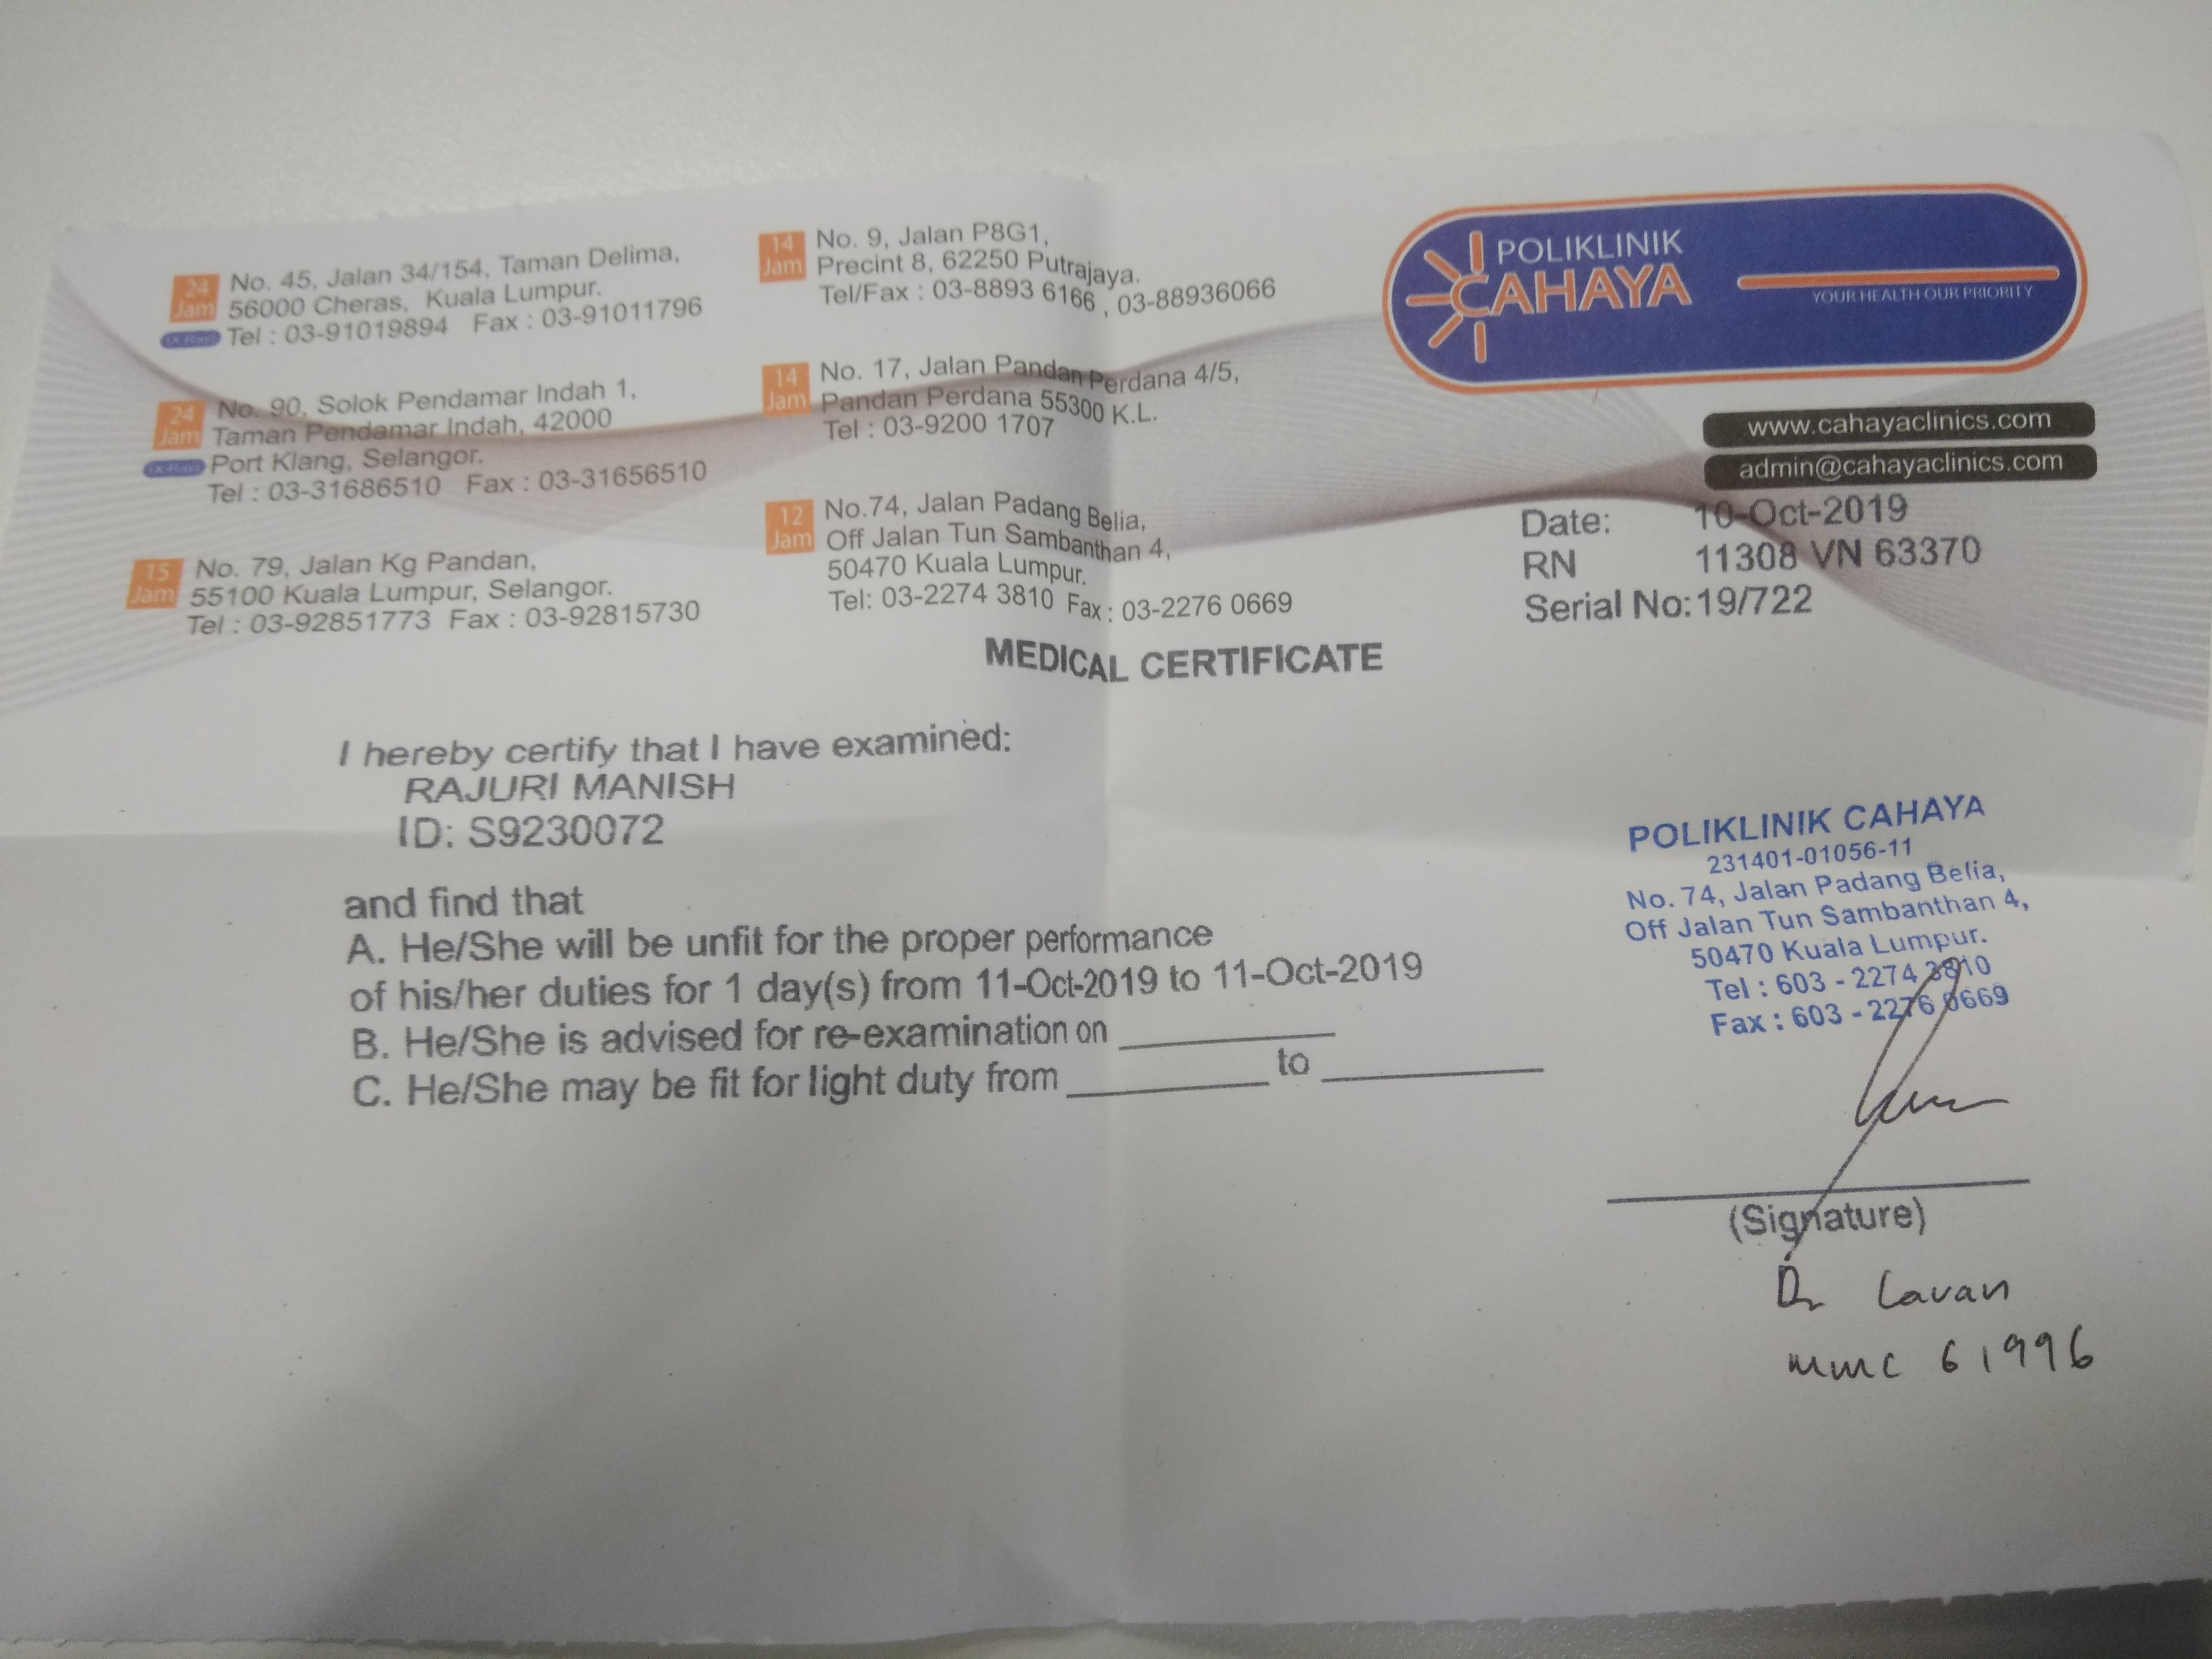 24 Jam
No. 45, Jalan 34/154, Taman Delima,
56000 Cheras, Kuala Lumpur.
(X-Ray) Tel : 03-91019894 Fax : 03-91011796
24 Jam
No. 90, Solok Pendamar Indah 1,
Taman Pendamar Indah, 42000
(X-Ray) Port Klang, Selangor.
Tel : 03-31686510 Fax : 03-31656510
15 Jam
No. 79, Jalan Kg Pandan,
55100 Kuala Lumpur, Selangor.
Tel : 03-92851773 Fax : 03-92815730
14 Jam
No. 9, Jalan P8G1,
Precint 8, 62250 Putrajaya.
Tel/Fax : 03-8893 6166 , 03-88936066
14 Jam
No. 17, Jalan Pandan Perdana 4/5,
Pandan Perdana 55300 K.L.
Tel : 03-9200 1707
12 Jam
No.74, Jalan Padang Belia,
Off Jalan Tun Sambanthan 4,
50470 Kuala Lumpur.
Tel: 03-2274 3810 Fax : 03-2276 0669
POLIKLINIK
CAHAYA
YOUR HEALTH OUR PRIORITY
www.cahayaclinics.com
admin@cahayaclinics.com
Date: 10-Oct-2019
RN 11308 VN 63370
Serial No: 19/722
MEDICAL CERTIFICATE
I hereby certify that I have examined:
RAJURI MANISH
ID: S9230072
and find that
A. He/She will be unfit for the proper performance
of his/her duties for 1 day(s) from 11-Oct-2019 to 11-Oct-2019
B. He/She is advised for re-examination on
C. He/She may be fit for light duty from to
POLIKLINIK CAHAYA
231401-01056-11
No. 74, Jalan Padang Belia,
Off Jalan Tun Sambanthan 4,
50470 Kuala Lumpur.
Tel : 603 - 2274 3810
Fax : 603 - 2276 0669
(Signature)
Dr Lavan
mmc 61996